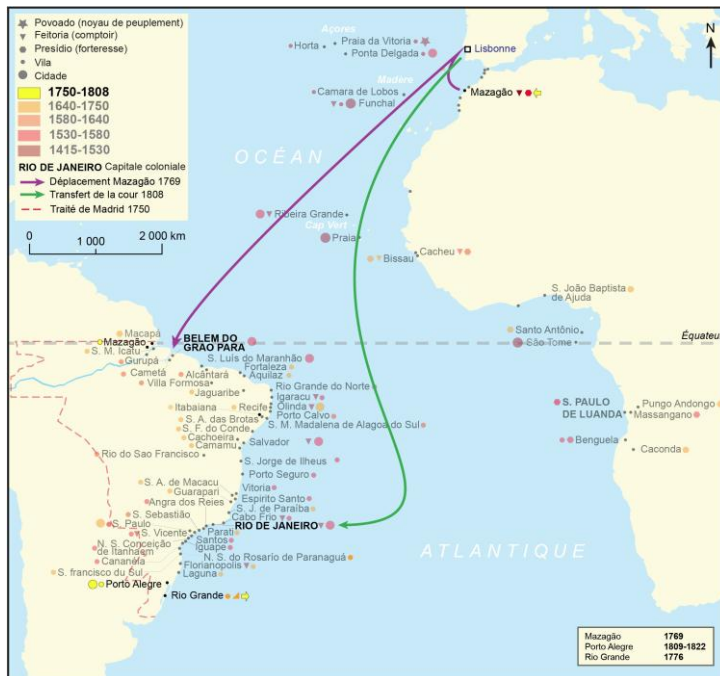 Povoado (noyau de peuplement)
Feitoria (comptoir)
Presídio (forteresse)
Vila
Cidade
1750-1808
1640-1750
1580-1640
1530-1580
1415-1530
RIO DE JANEIRO Capitale coloniale
Déplacement Mazagão 1769
Transfert de la cour 1808
Traité de Madrid 1750
0 1 000 2 000 km
N
Açores
Horta
Praia da Vitoria
Ponta Delgada
Lisbonne
Madère
Camara de Lobos
Funchal
Mazagão
OCÉAN
Ribeira Grande
Cap Vert
Praia
Cacheu
Bissau
S. João Baptista
de Ajuda
Santo Antônio
São Tome
Équateur
Macapá
Mazagão
BELEM DO
GRAO PARA
S. M. Icatu
Gurupá
S. Luis do Maranhão
Cametá
Alcântará
Fortaleza
Aquilaz
Villa Formosa
Jaguaribe
Rio Grande do Norte
Igaracu
Itabaiana
Recife
Olinda
Porto Calvo
S. A. das Brotas
S. M. Madalena de Alagoa do Sul
S. F. do Conde
Cachoeira
Camamu
Salvador
Rio do Sao Francisco
S. Jorge de Ilheus
Porto Seguro
S. A. de Macacu
Guarapari
Vitoria
Angra dos Reies
Espirito Santo
S. Sebastião
S. J. de Paraíba
S. Paulo
Cabo Frio
Parati
RIO DE JANEIRO
S. Vicente
Santos
N. S. Conceição
de Itanhaem
Iguape
Cananéla
N. S. do Rosarío de Paranaguá
Florianopolis
S. francisco du Sul
Laguna
Porto Alegre
Rio Grande
S. PAULO
DE LUANDA
Pungo Andongo
Massangano
Benguela
Caconda
ATLANTIQUE
Mazagão 1769
Porto Alegre 1809-1822
Rio Grande 1776